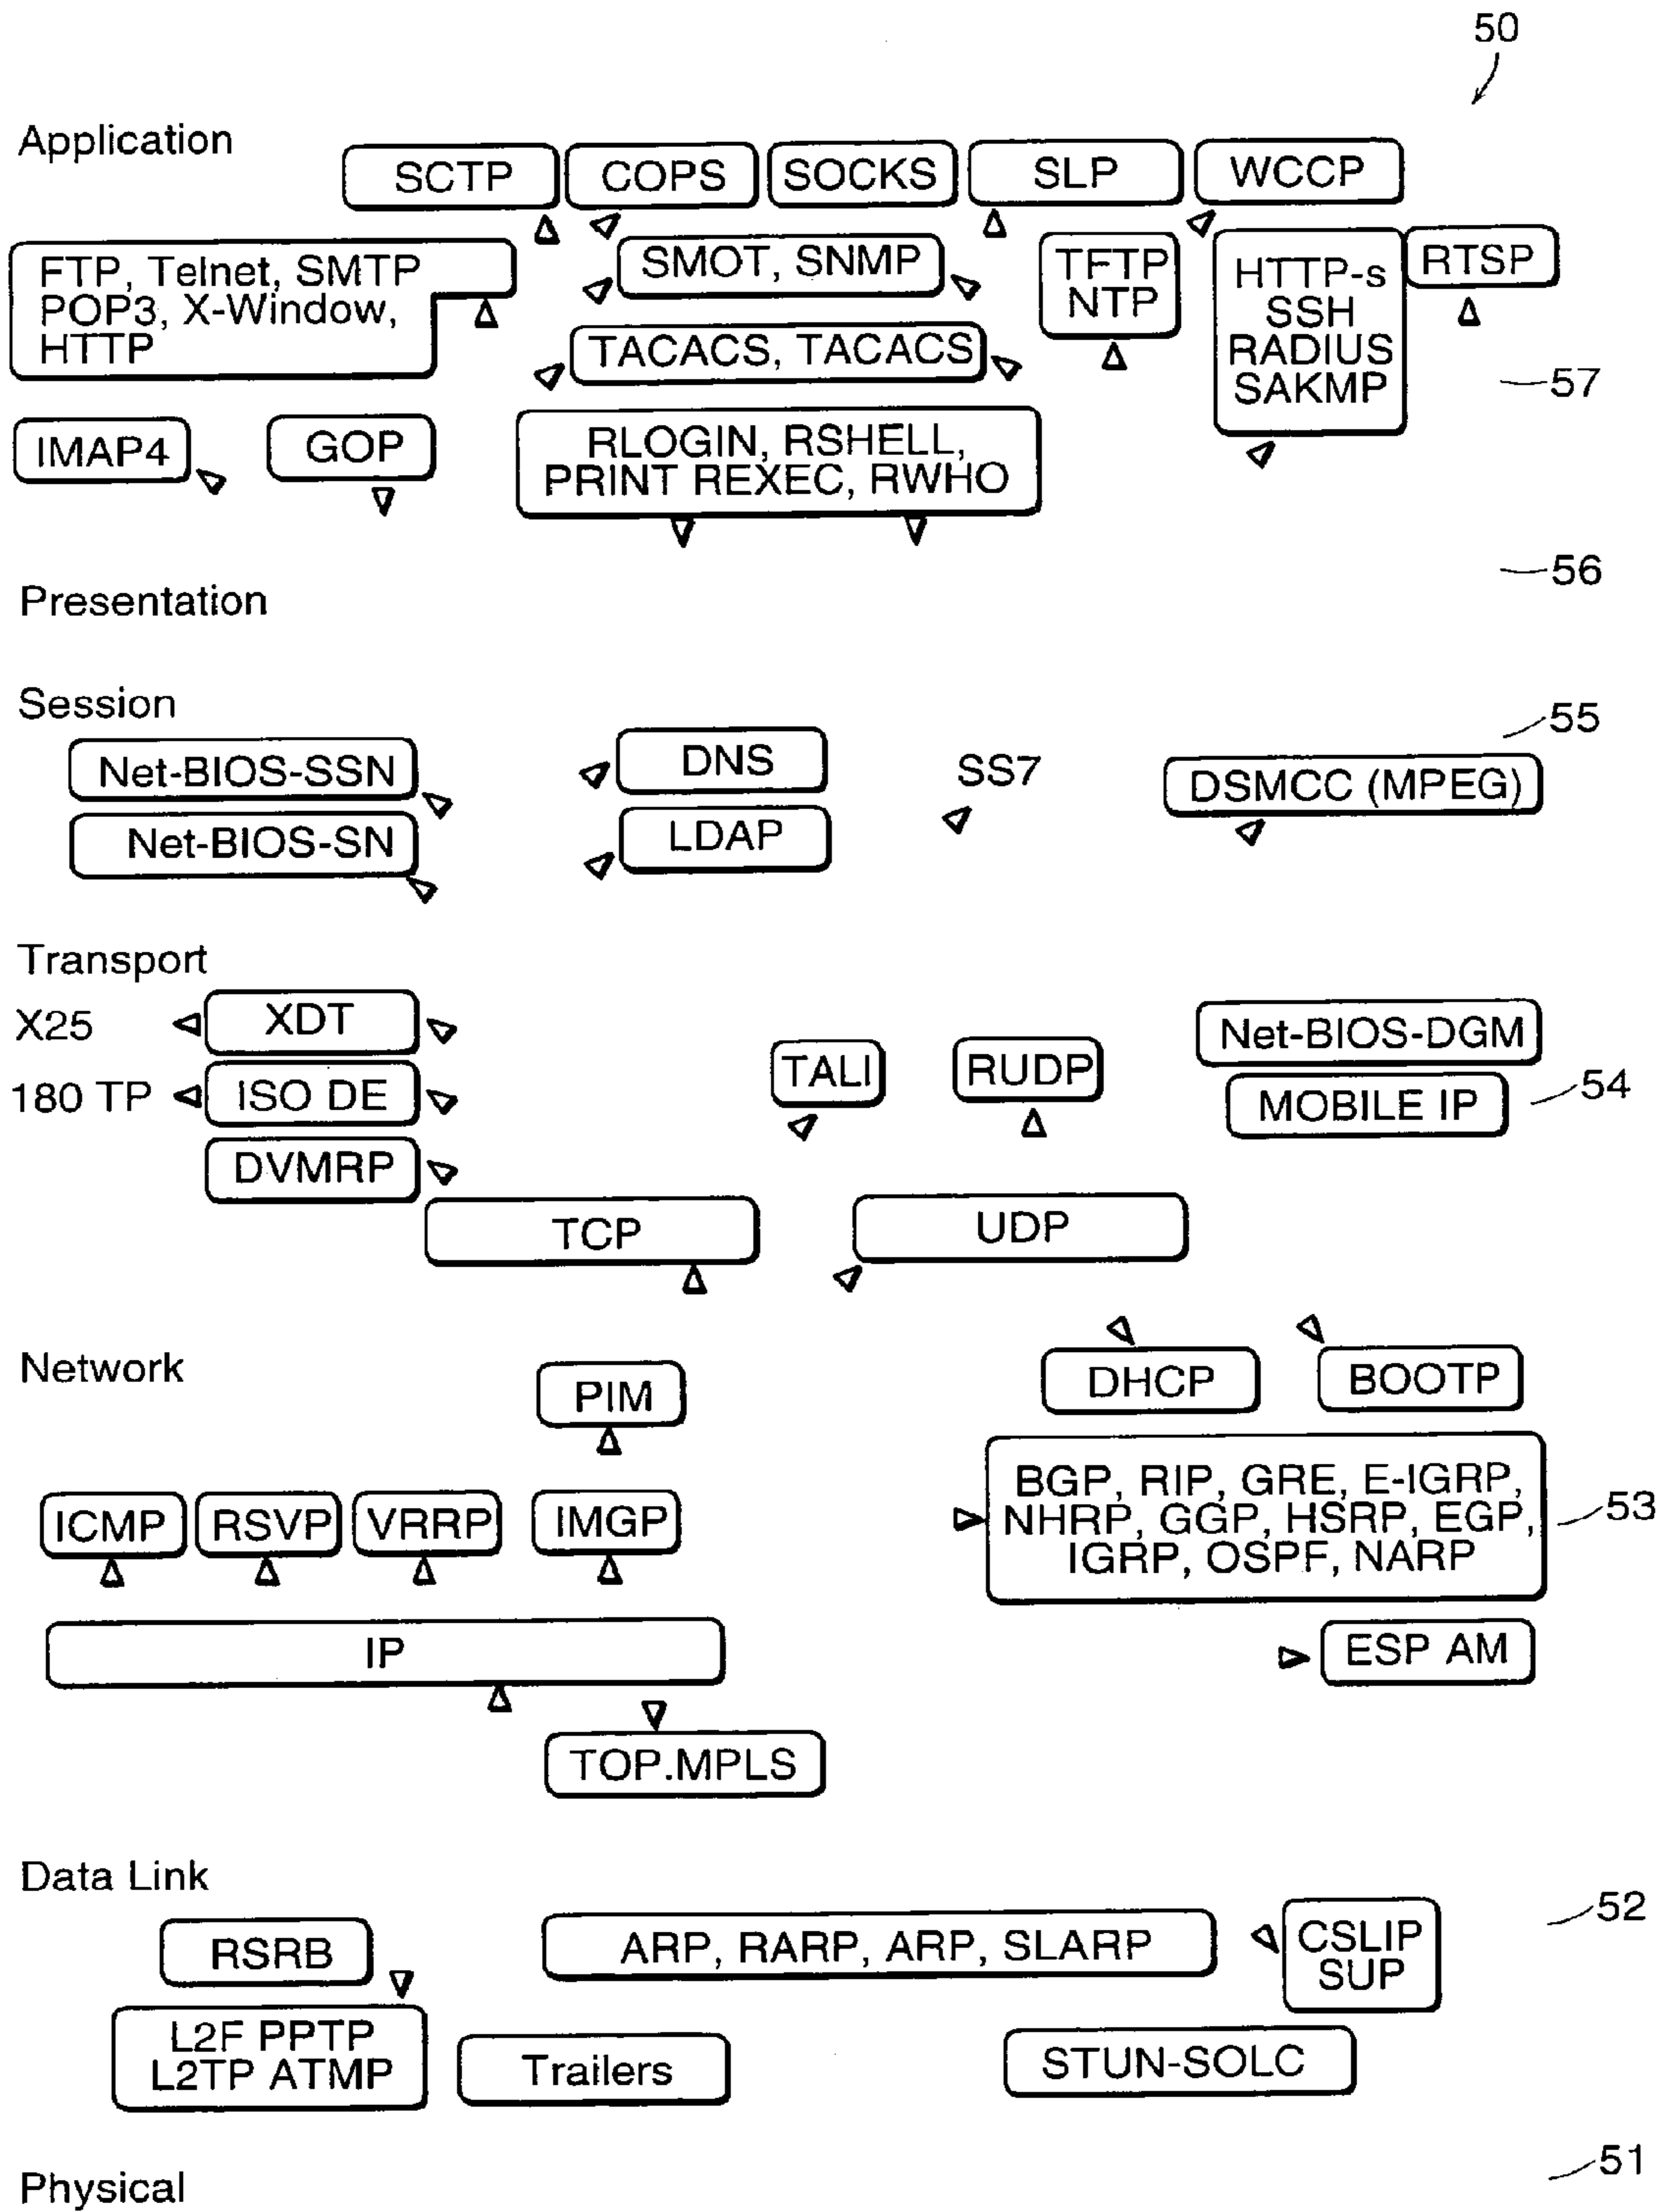 50
Application
SCTP
COPS
SOCKS
SLP
WCCP
FTP, Telnet, SMTP
POP3, X-Window,
HTTP
SMOT, SNMP
TFTP
NTP
HTTP-s
SSH
RADIUS
SAKMP
RTSP
TACACS, TACACS
57
IMAP4
GOP
RLOGIN, RSHELL,
PRINT REXEC, RWHO
56
Presentation
Session
55
Net-BIOS-SSN
DNS
SS7
DSMCC (MPEG)
Net-BIOS-SN
LDAP
Transport
X25
XDT
Net-BIOS-DGM
TALI
RUDP
180 TP
ISO DE
MOBILE IP
54
DVMRP
TCP
UDP
Network
PIM
DHCP
BOOTP
ICMP
RSVP
VRRP
IMGP
BGP, RIP, GRE, E-IGRP,
NHRP, GGP, HSRP, EGP,
IGRP, OSPF, NARP
53
IP
ESP AM
TOP.MPLS
Data Link
52
RSRB
ARP, RARP, ARP, SLARP
CSLIP
SUP
L2F PPTP
L2TP ATMP
Trailers
STUN-SOLC
51
Physical